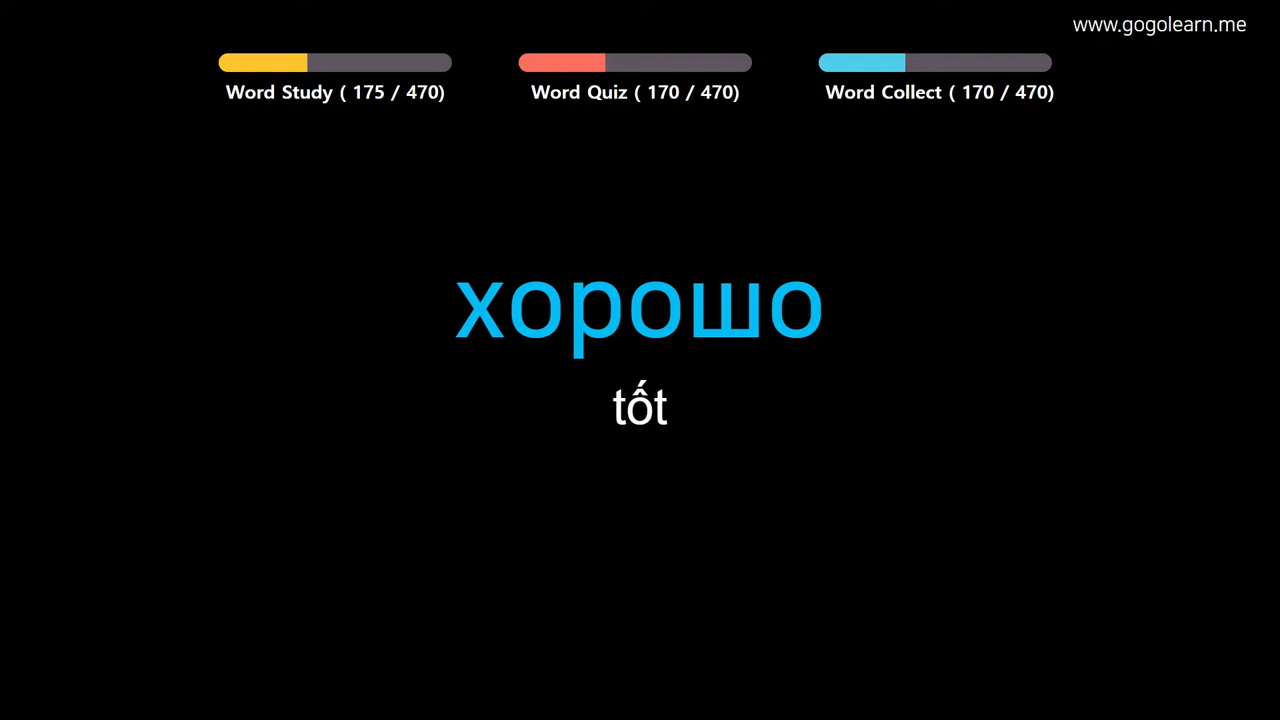 www.gogolearn.me
Word Study ( 175 / 470)
Word Quiz ( 170 / 470)
Word Collect ( 170 / 470)
хорошо
tốt